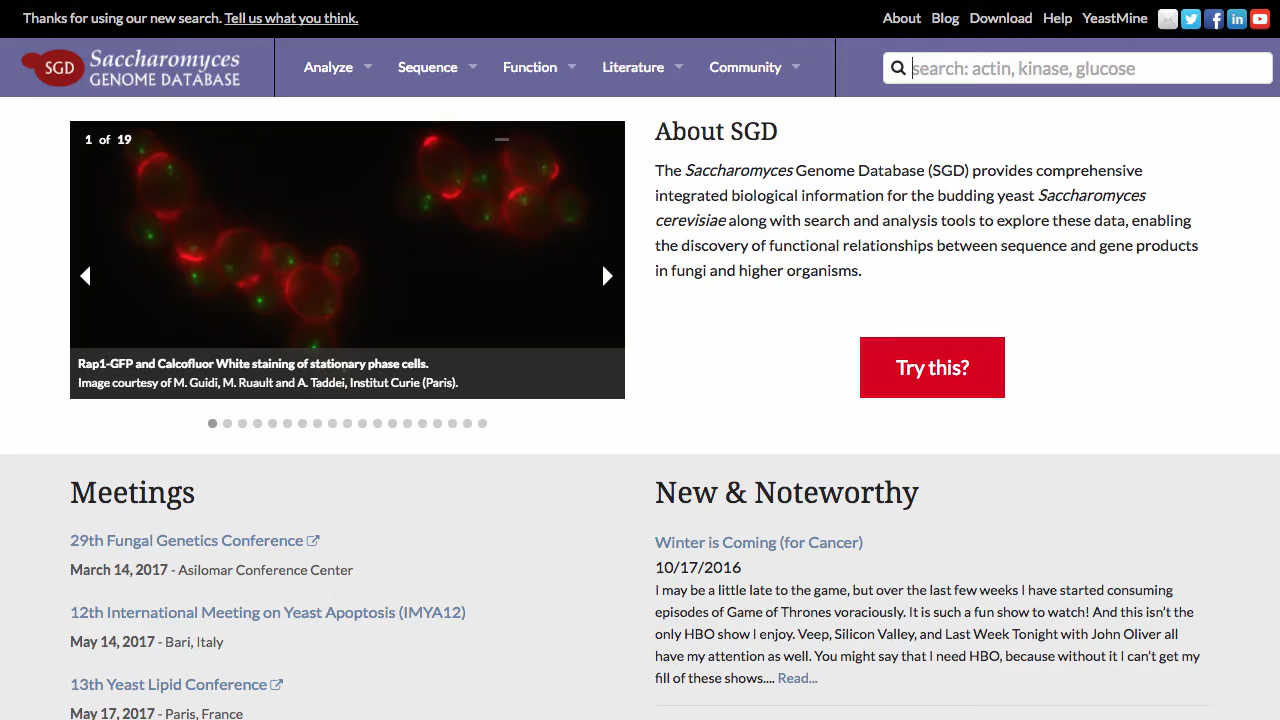 Thanks for using our new search. Tell us what you think.
About Blog Download Help YeastMine
SGD Saccharomyces
GENOME DATABASE
Analyze Sequence Function Literature Community
search: actin, kinase, glucose
1 of 19
Rap1-GFP and Calcofluor White staining of stationary phase cells.
Image courtesy of M. Guidi, M. Ruault and A. Taddei, Institut Curie (Paris).
About SGD
The Saccharomyces Genome Database (SGD) provides comprehensive
integrated biological information for the budding yeast Saccharomyces
cerevisiae along with search and analysis tools to explore these data, enabling
the discovery of functional relationships between sequence and gene products
in fungi and higher organisms.
Try this?
Meetings
29th Fungal Genetics Conference
March 14, 2017 - Asilomar Conference Center
12th International Meeting on Yeast Apoptosis (IMYA12)
May 14, 2017 - Bari, Italy
13th Yeast Lipid Conference
May 17, 2017 - Paris, France
New & Noteworthy
Winter is Coming (for Cancer)
10/17/2016
I may be a little late to the game, but over the last few weeks I have started consuming
episodes of Game of Thrones voraciously. It is such a fun show to watch! And this isn't the
only HBO show I enjoy. Veep, Silicon Valley, and Last Week Tonight with John Oliver all
have my attention as well. You might say that I need HBO, because without it I can't get my
fill of these shows.... Read...